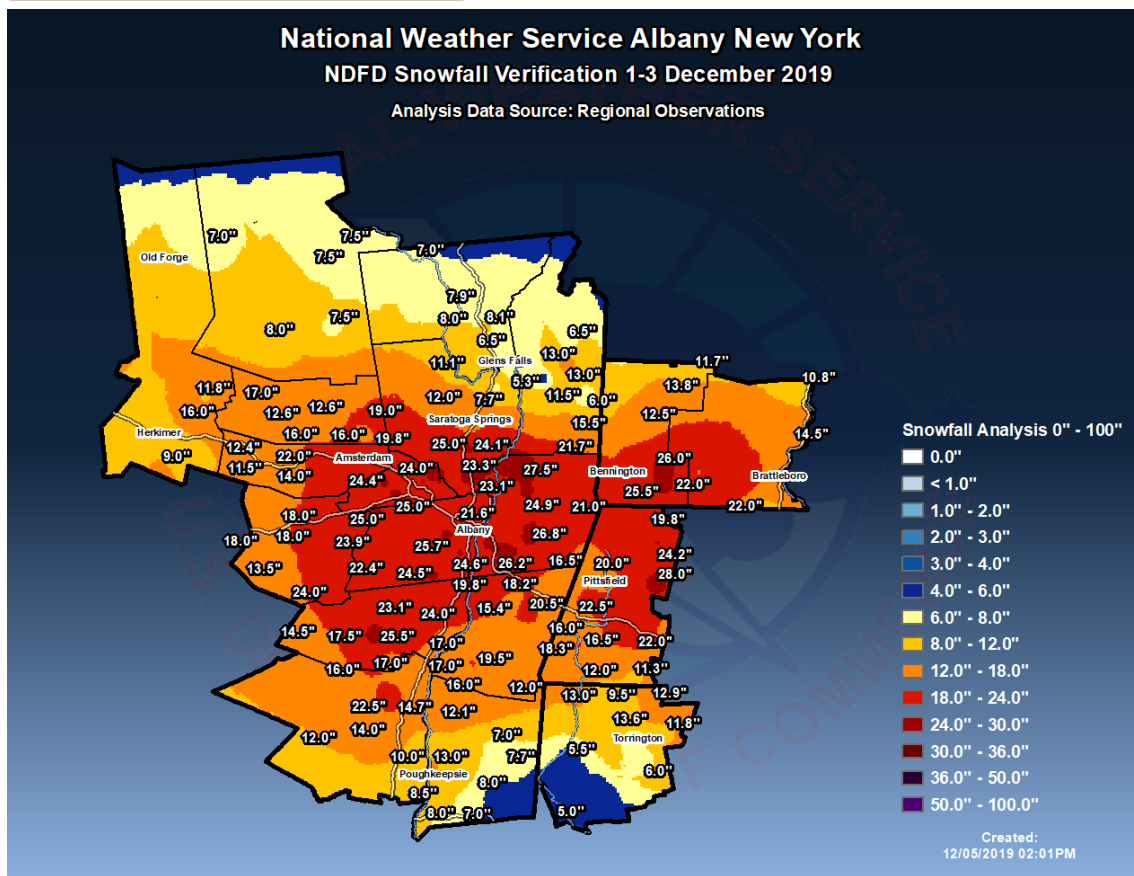 National Weather Service Albany New York
NDFD Snowfall Verification 1-3 December 2019
Analysis Data Source: Regional Observations
7.0" 7.5"
7.0"
Old Forge 7.5"
7.9"
8.0" 7.5" 8.0" 8.1"
6.5" 6.5"
11.1" Glens Falls 13.0" 11.7"
11.8" 17.0" 5.3" 13.0" 13.8" 10.8"
16.0" 12.6" 12.6" 19.0" 12.0" 7.7" 11.5" 6.0"
Saratoga Springs 15.5" 12.5"
Herkimer 16.0" 16.0" 19.8" 14.5"
9.0" 12.4" 22.0" Amsterdam 25.0" 24.1" 21.7" 26.0"
11.5" 14.0" 24.0" 23.3" 27.5" Bennington Brattleboro
24.4" 23.1" 25.5" 22.0"
18.0" 25.0" 25.0" 21.6" 24.9" 21.0" 22.0"
18.0" 18.0" 23.9" Albany 26.8" 19.8"
25.7"
13.5" 22.4" 24.5" 24.6" 26.2" 16.5" 20.0" 24.2"
19.8" 18.2" Pittsfield 28.0"
24.0" 23.1" 24.0" 15.4" 20.5" 22.5"
14.5" 17.5" 25.5" 17.0" 16.0" 16.5" 22.0"
18.3"
16.0" 17.0" 17.0" 19.5" 12.0" 11.3"
16.0" 12.0" 13.0" 9.5" 12.9"
22.5" 14.7" 12.1" 13.6" 11.8"
12.0" 14.0" 7.0" Torrington
10.0" 13.0" 7.7" 5.5"
Poughkeepsie 8.0" 6.0"
8.5"
8.0" 7.0" 5.0"
Snowfall Analysis 0" - 100"
0.0"
< 1.0"
1.0" - 2.0"
2.0" - 3.0"
3.0" - 4.0"
4.0" - 6.0"
6.0" - 8.0"
8.0" - 12.0"
12.0" - 18.0"
18.0" - 24.0"
24.0" - 30.0"
30.0" - 36.0"
36.0" - 50.0"
50.0" - 100.0"
Created:
12/05/2019 02:01PM